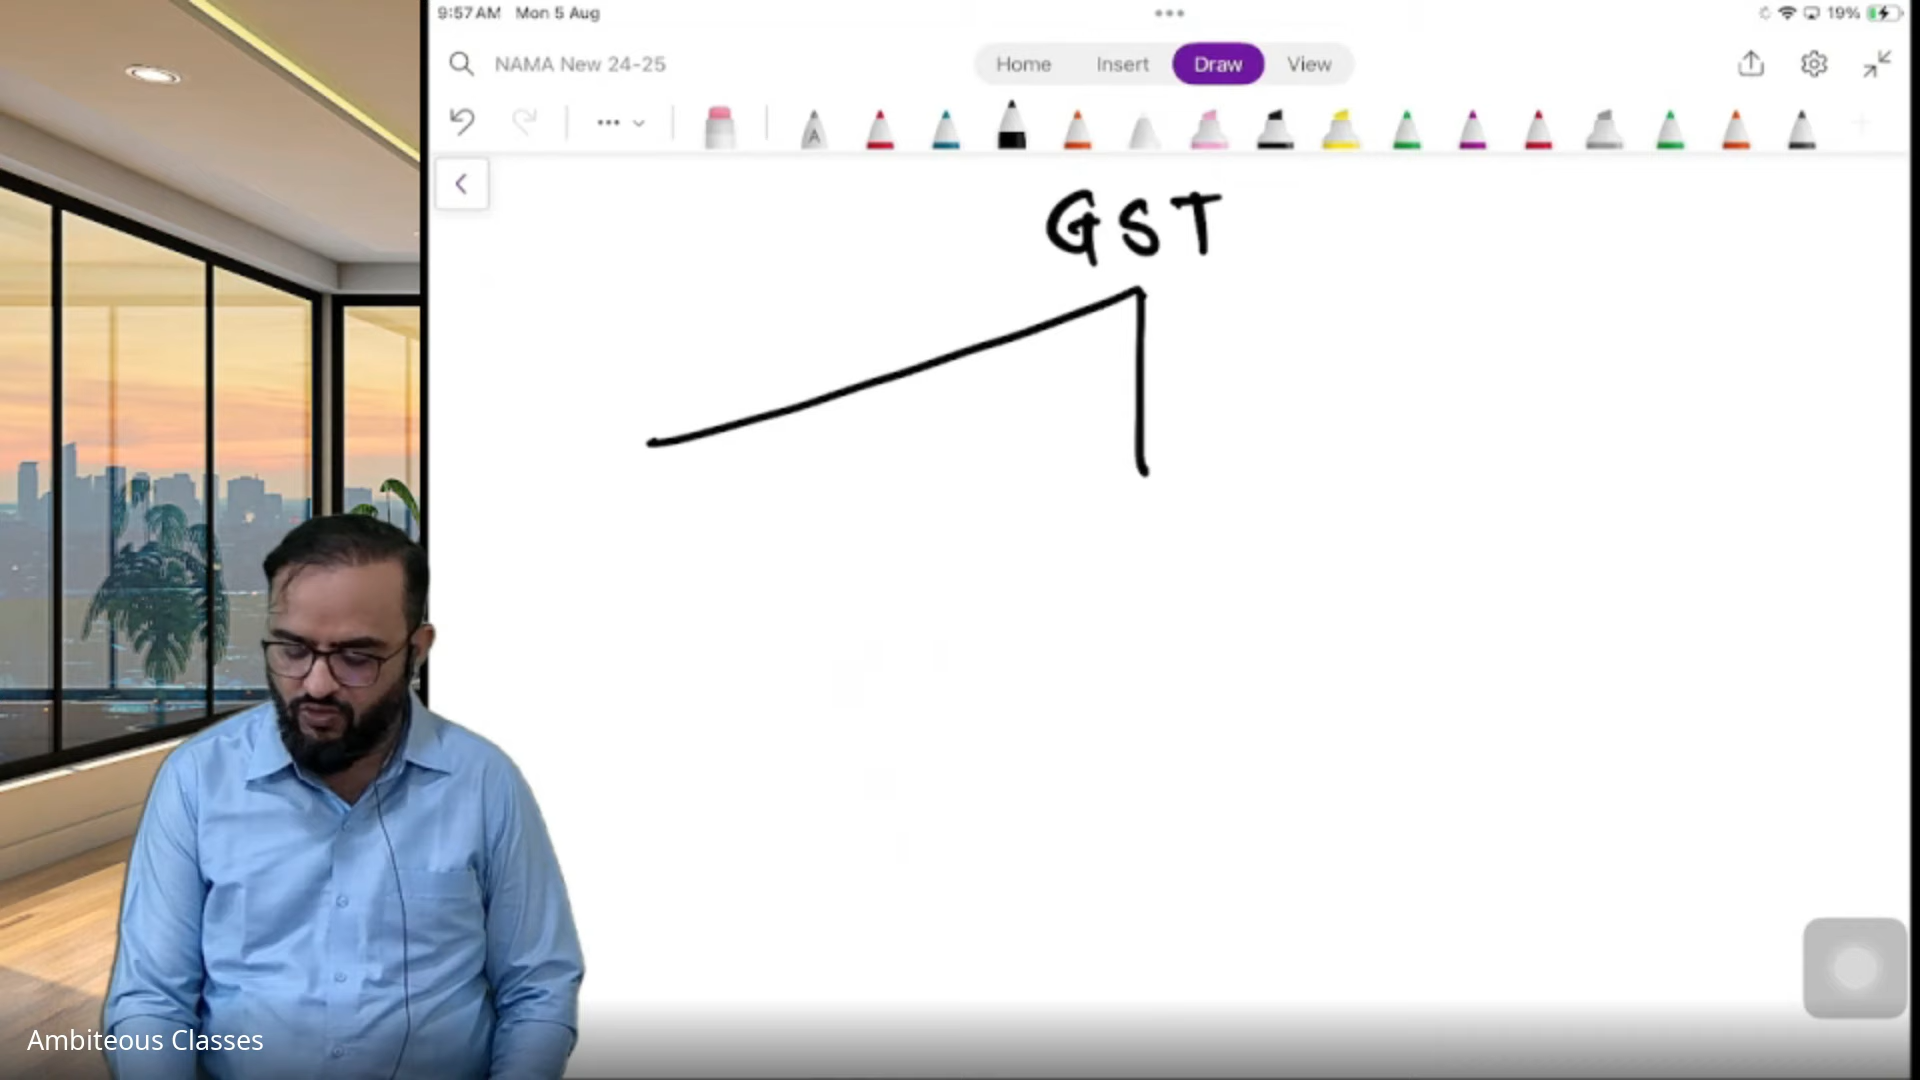 9:57 AM Mon 5 Aug
19%
NAMA New 24-25
Home Insert Draw View
A
GST
Ambiteous Classes